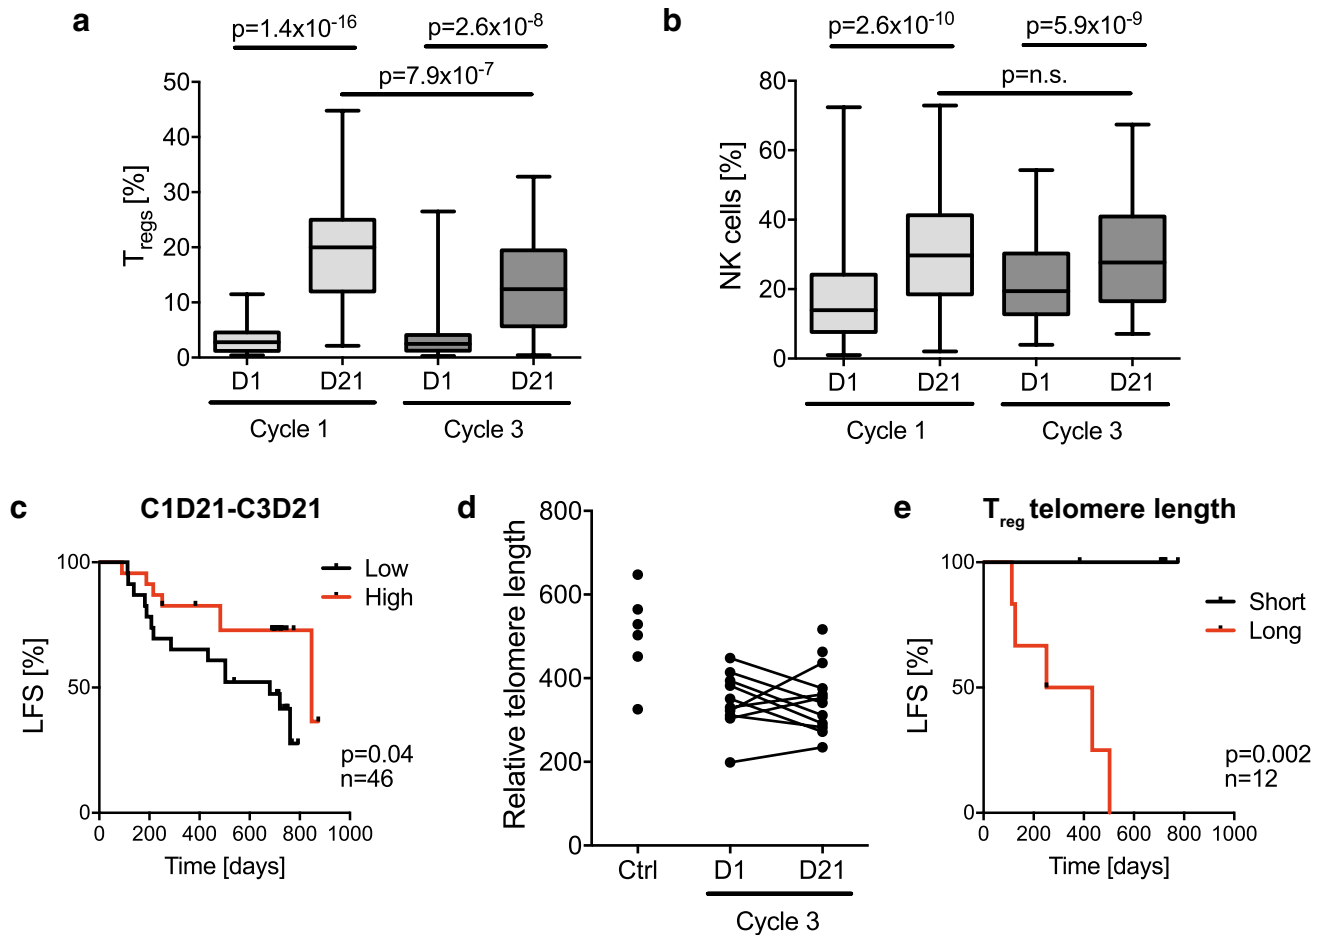 a
p=1.4x10-16
p=2.6x10-8
p=7.9x10-7
50
40
30
20
10
0
Tregs [%]
D1 D21 D1 D21
Cycle 1 Cycle 3
b
p=2.6x10-10
p=5.9x10-9
p=n.s.
80
60
40
20
0
NK cells [%]
D1 D21 D1 D21
Cycle 1 Cycle 3
c
C1D21-C3D21
100
50
0
LFS [%]
Low
High
p=0.04
n=46
0 200 400 600 800 1000
Time [days]
d
800
600
400
200
0
Relative telomere length
Ctrl D1 D21
Cycle 3
e
Treg telomere length
100
50
0
LFS [%]
Short
Long
p=0.002
n=12
0 200 400 600 800 1000
Time [days]